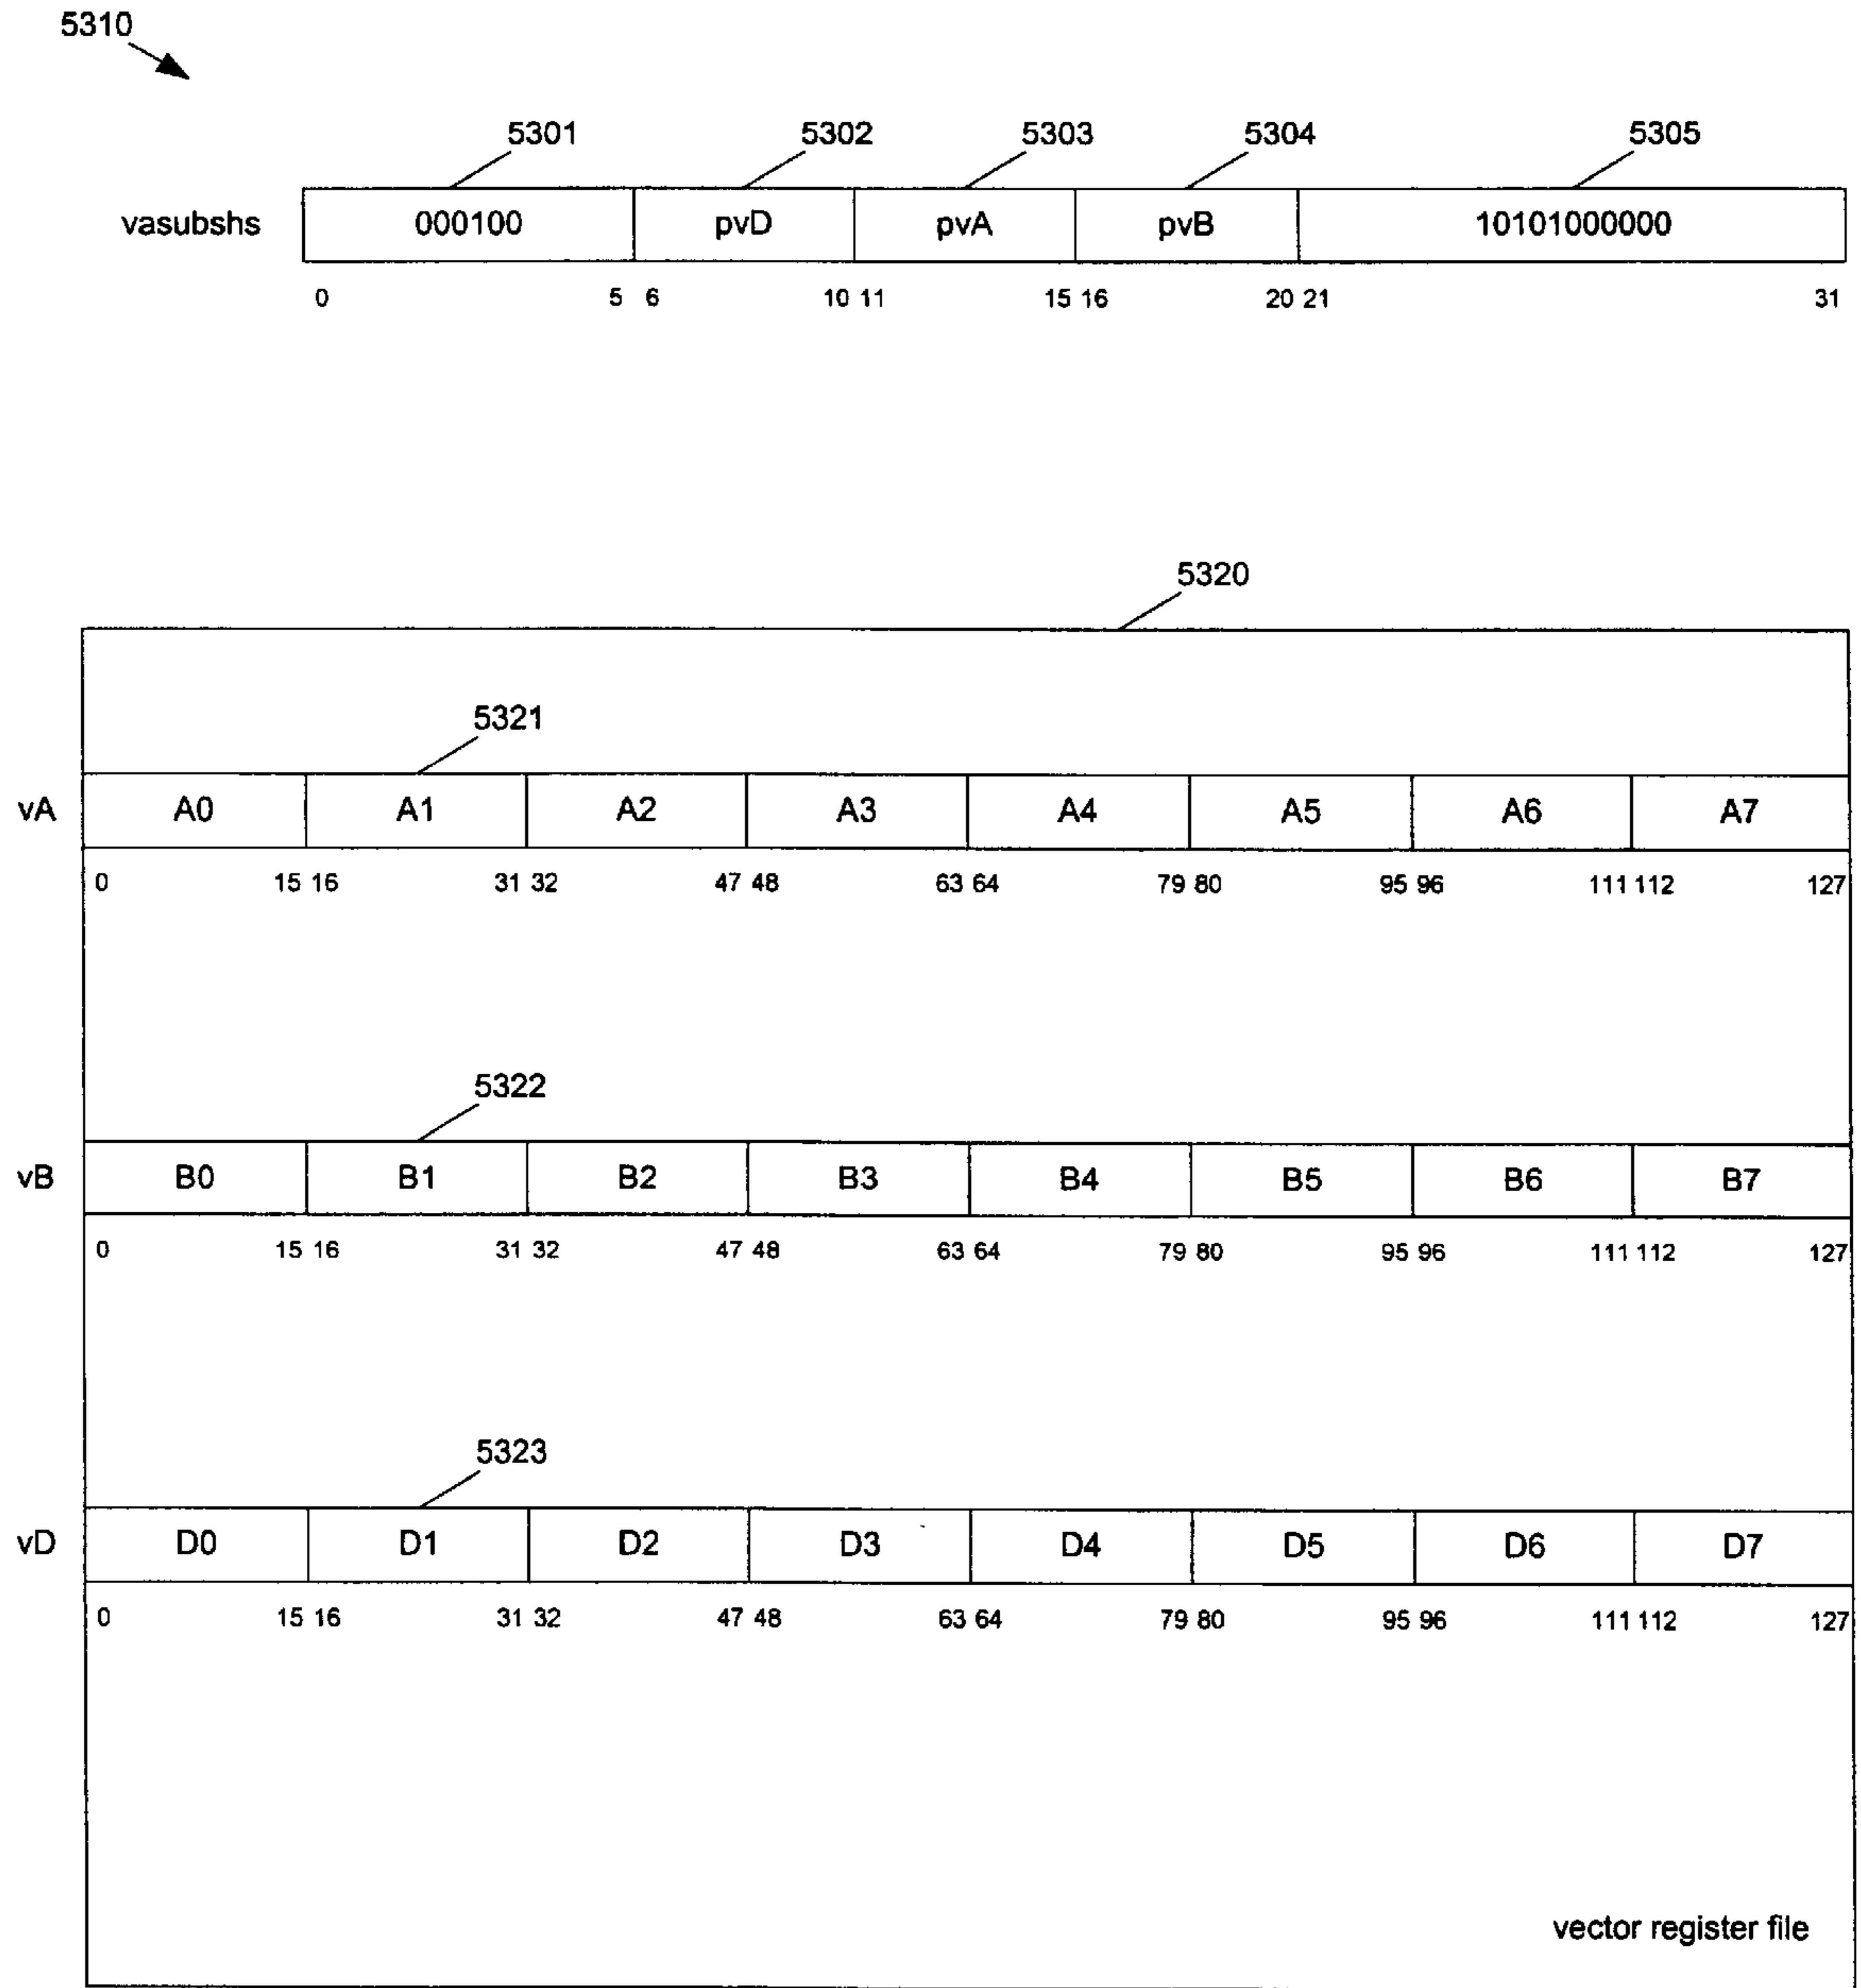 5310
5301 5302 5303 5304 5305
vasubshs 000100 pvD pvA pvB 10101000000
0 5 6 10 11 15 16 20 21 31
5320
5321
vA A0 A1 A2 A3 A4 A5 A6 A7
0 15 16 31 32 47 48 63 64 79 80 95 96 111 112 127
5322
vB B0 B1 B2 B3 B4 B5 B6 B7
0 15 16 31 32 47 48 63 64 79 80 95 96 111 112 127
5323
vD D0 D1 D2 D3 D4 D5 D6 D7
0 15 16 31 32 47 48 63 64 79 80 95 96 111 112 127
vector register file